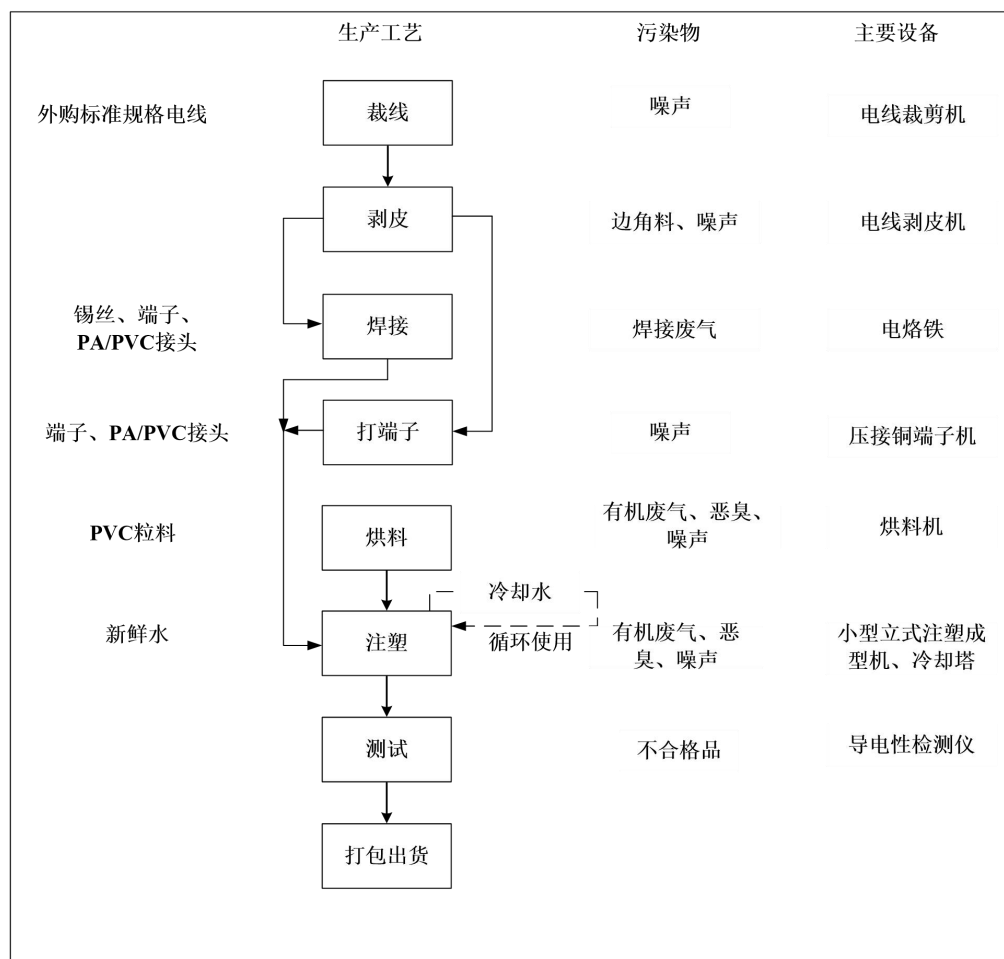 生产工艺 污染物 主要设备
外购标准规格电线 裁线 噪声 电线裁剪机
剥皮 边角料、噪声 电线剥皮机
锡丝、端子、
PA/PVC接头 焊接 焊接废气 电烙铁
端子、PA/PVC接头 打端子 噪声 压接铜端子机
PVC粒料 烘料 有机废气、恶臭、
噪声 烘料机
冷却水
新鲜水 注塑 循环使用 有机废气、恶
臭、噪声 小型立式注塑成
型机、冷却塔
测试 不合格品 导电性检测仪
打包出货